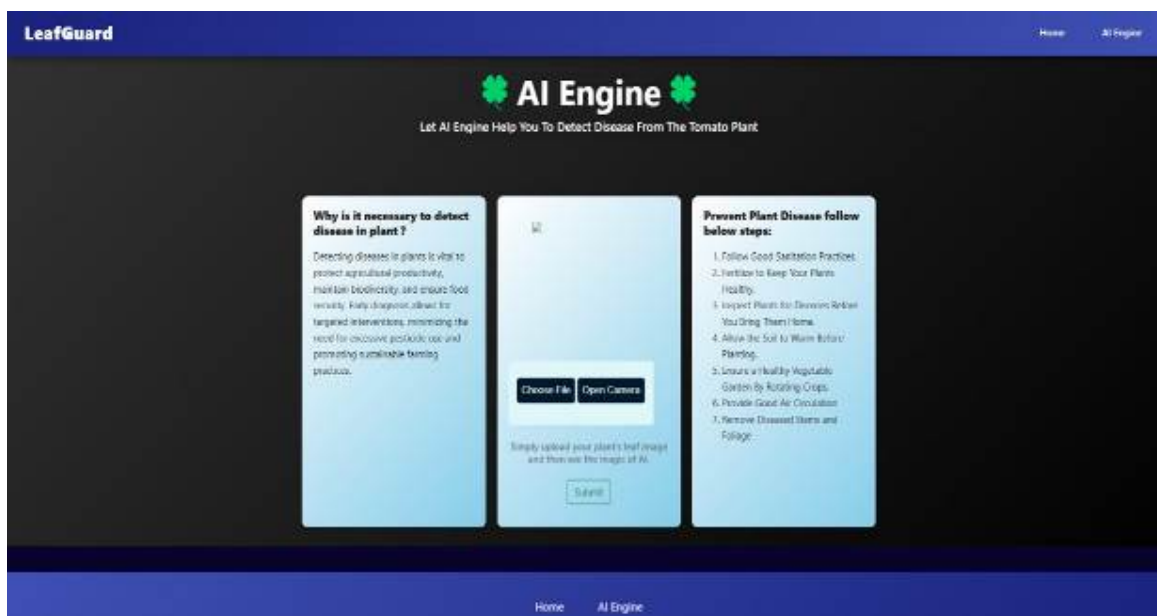 LeafGuard
Home
AI Engine
AI Engine
Let AI Engine Help You To Detect Disease From The Tomato Plant
Why is it necessary to detect
disease in plant ?
Detecting diseases in plants is vital to
protect agricultural productivity,
maintain biodiversity, and ensure food
security. Early diagnosis allows for
targeted interventions, minimizing the
need for excessive pesticide use and
promoting sustainable farming
practices.
Choose File
Open Camera
Simply upload your plant's leaf image
and then see the magic of AI.
Submit
Prevent Plant Disease follow
below steps:
1. Follow Good Sanitation Practices.
2. Fertilize to Keep Your Plants
Healthy.
3. Inspect Plants for Diseases Before
You Bring Them Home.
4. Allow the Soil to Warm Before
Planting.
5. Ensure a Healthy Vegetable
Garden By Rotating Crops.
6. Provide Good Air Circulation
7. Remove Diseased Stems and
Foliage
Home
AI Engine